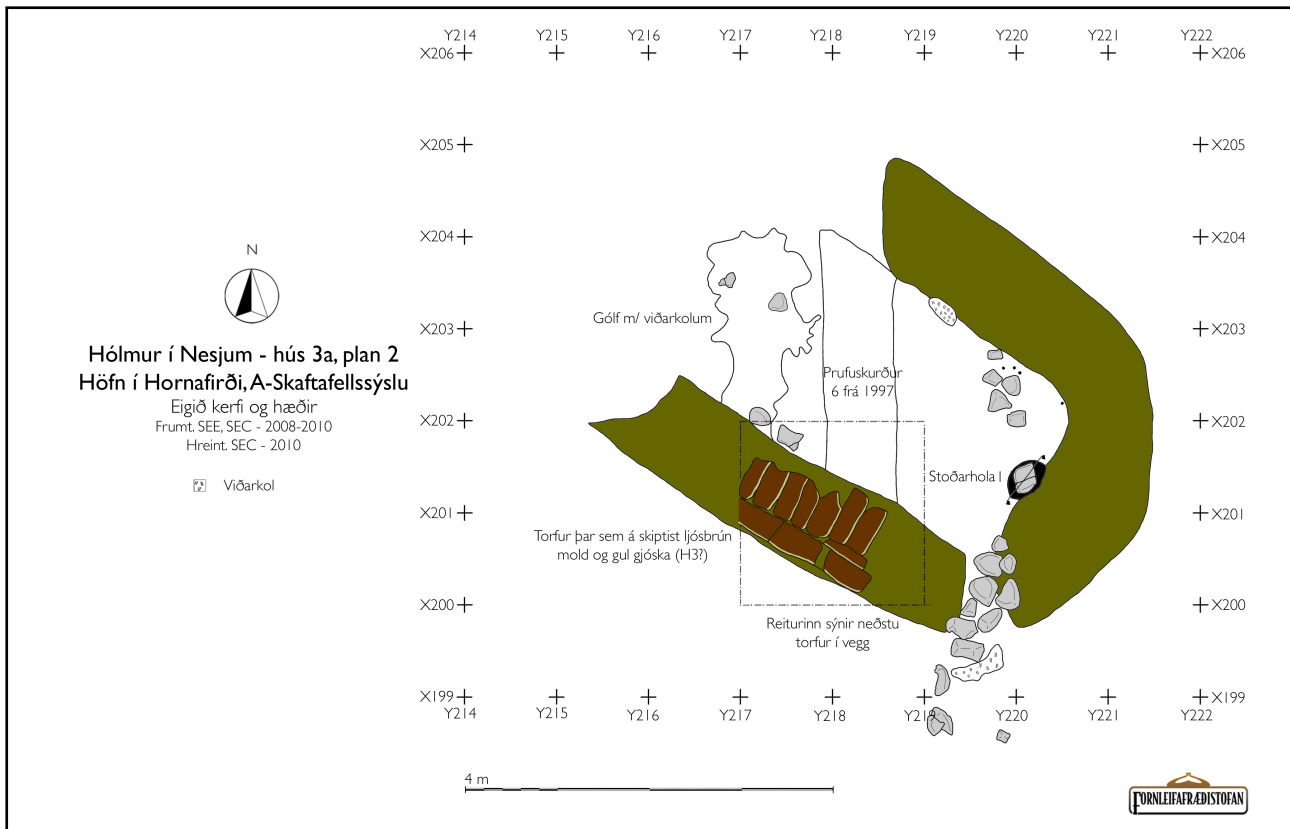 Y214 Y215 Y216 Y217 Y218 Y219 Y220 Y221 Y222
X206 X206
X205 X205
X204 X204
N
Gólf m/ viðarkolum
X203 X203
Hólmur í Nesjum - hús 3a, plan 2
Höfn í Hornafirði, A-Skaftafellssýslu
Eigið kerfi og hæðir
Frumt. SEE, SEC - 2008-2010
Hreint. SEC - 2010
Viðarkol
Prufuskurður
6 frá 1997
X202 X202
Stoðarhola I
X201 X201
Torfur þar sem á skiptist ljósbrún
mold og gul gjóska (H3?)
X200 X200
Reiturinn sýnir neðstu
torfur í vegg
X199 X199
Y214 Y215 Y216 Y217 Y218 Y219 Y220 Y221 Y222
4 m
FORNLEIFAFRÆÐISTOFAN